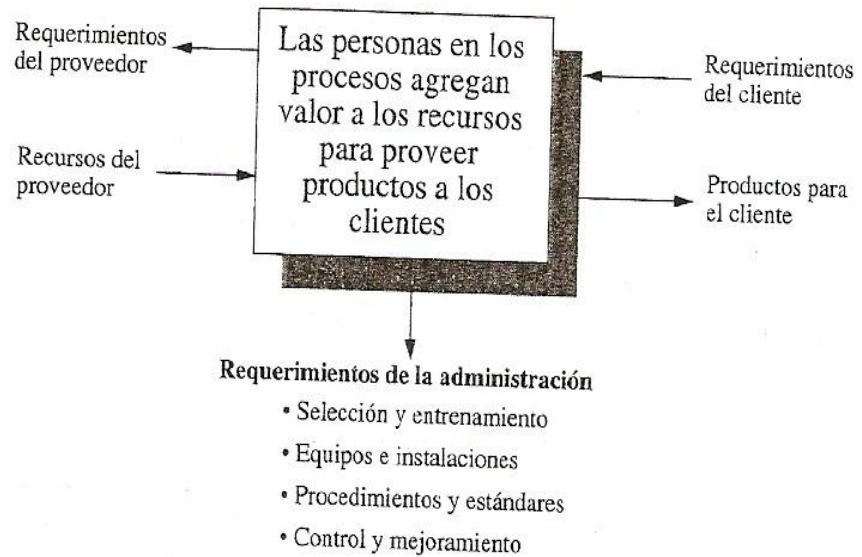 Requerimientos
del proveedor
Las personas en los
procesos agregan
valor a los recursos
para proveer
productos a los
clientes
Requerimientos
del cliente
Recursos del
proveedor
Productos para
el cliente
Requerimientos de la administración
• Selección y entrenamiento
• Equipos e instalaciones
• Procedimientos y estándares
• Control y mejoramiento